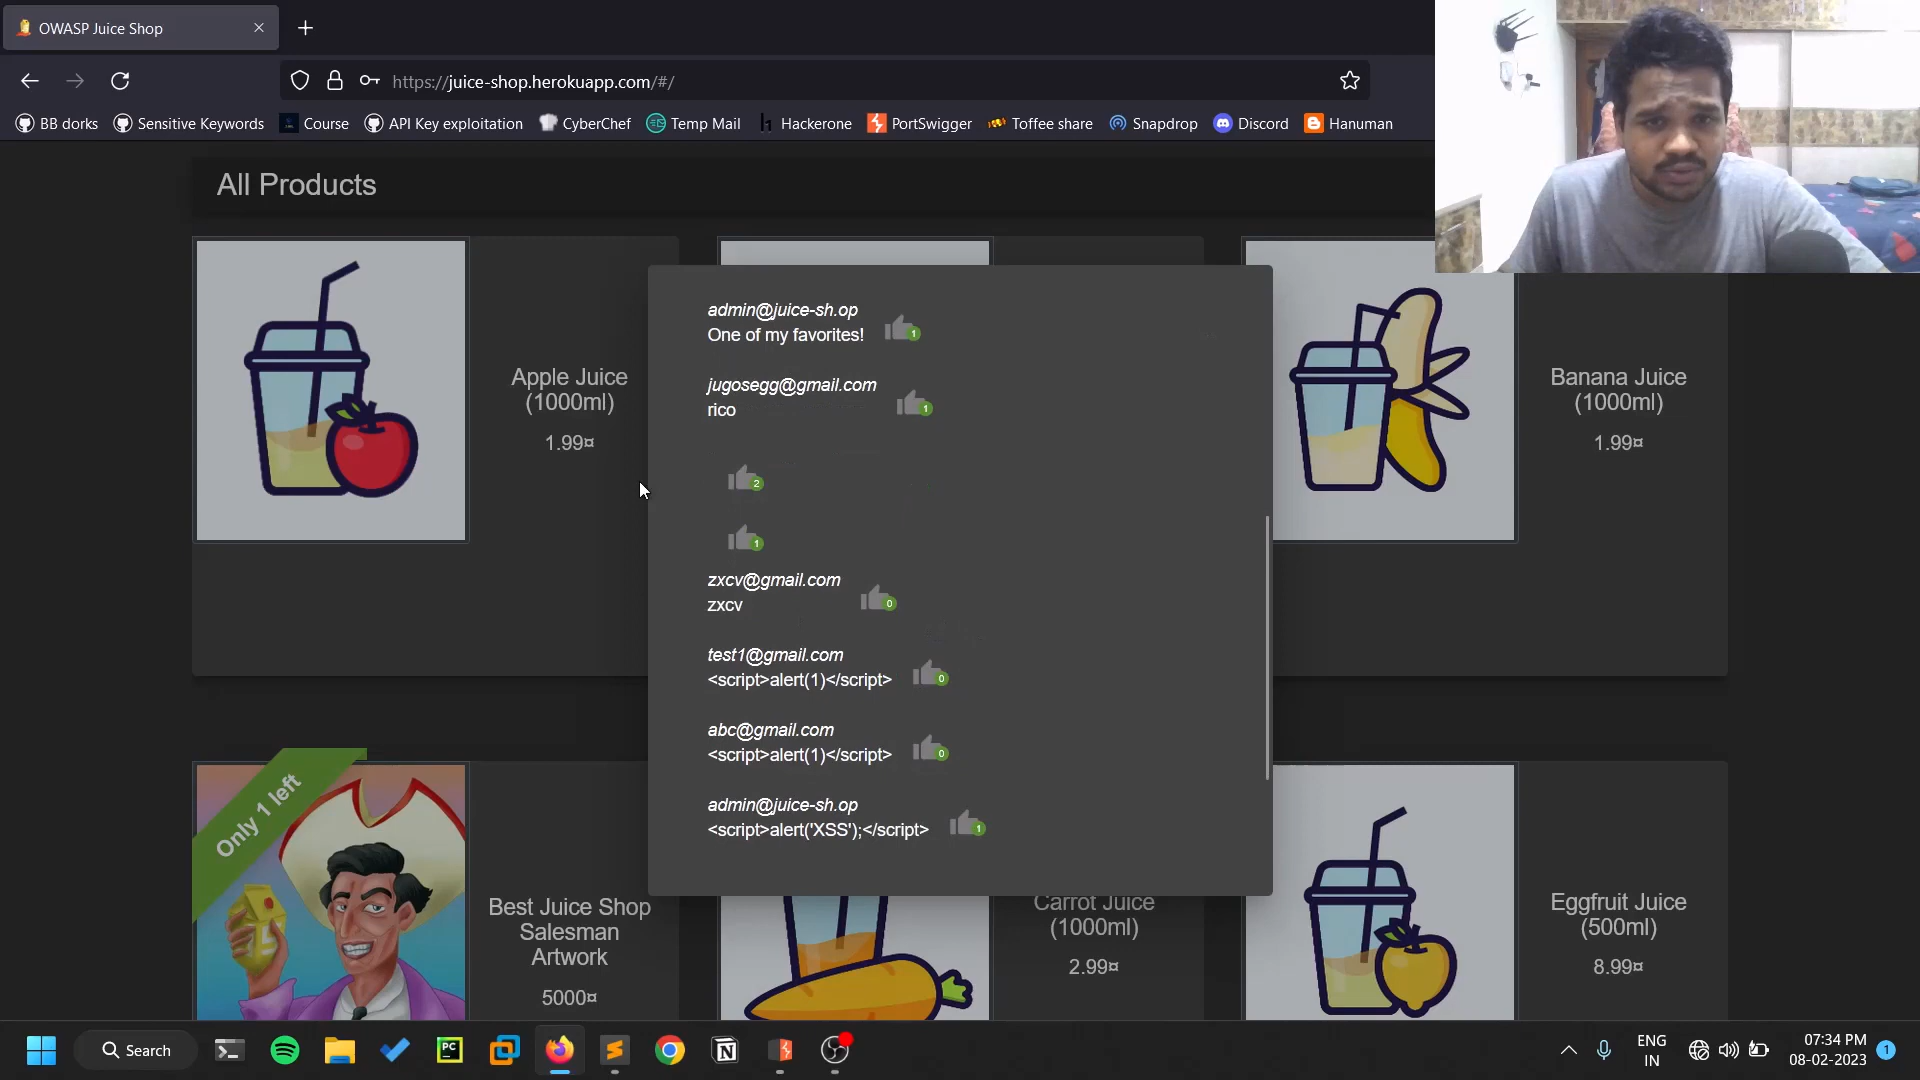 OWASP Juice Shop
https://juice-shop.herokuapp.com/#/
BB dorks
Sensitive Keywords
Course
API Key exploitation
CyberChef
Temp Mail
Hackerone
PortSwigger
Toffee share
Snapdrop
Discord
Hanuman
All Products
Apple Juice
(1000ml)
1.99¤
Banana Juice
(1000ml)
1.99¤
admin@juice-sh.op
One of my favorites!
1
jugosegg@gmail.com
rico
1
2
1
zxcv@gmail.com
zxcv
0
test1@gmail.com
<script>alert(1)</script>
0
abc@gmail.com
<script>alert(1)</script>
0
admin@juice-sh.op
<script>alert('XSS');</script>
1
Only 1 left
Best Juice Shop
Salesman
Artwork
5000¤
Carrot Juice
(1000ml)
2.99¤
Eggfruit Juice
(500ml)
8.99¤
Search
PC
N
ENG
IN
07:34 PM
08-02-2023
1